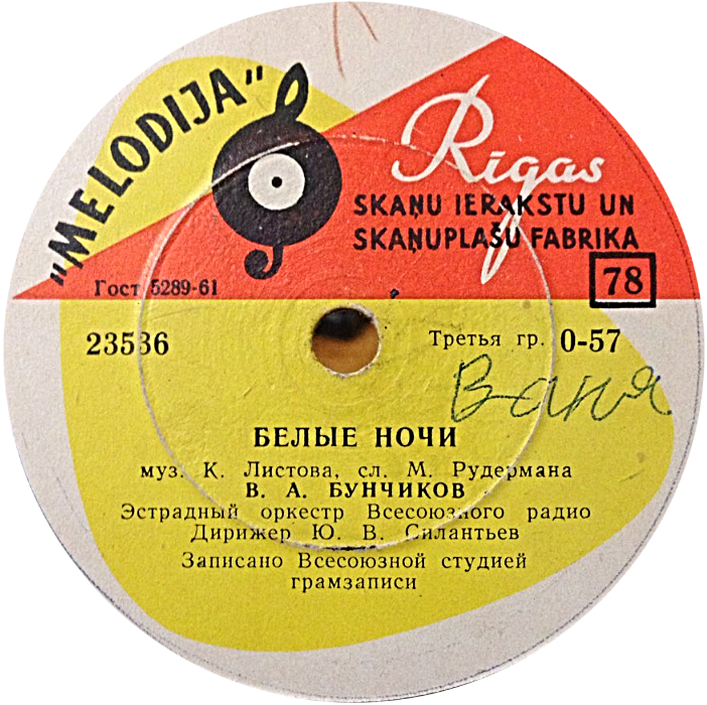 "MELODIJA"
Rīgas
SKAŅU IERAKSTU UN
SKAŅUPLAŠU FABRIKA
Гост 5289-61
78
23536
Третья гр. 0-57
Ваня
БЕЛЫЕ НОЧИ
муз. К. Листова, сл. М. Рудермана
В. А. БУНЧИКОВ
Эстрадный оркестр Всесоюзного радио
Дирижер Ю. В. Силантьев
Записано Всесоюзной студией
грамзаписи